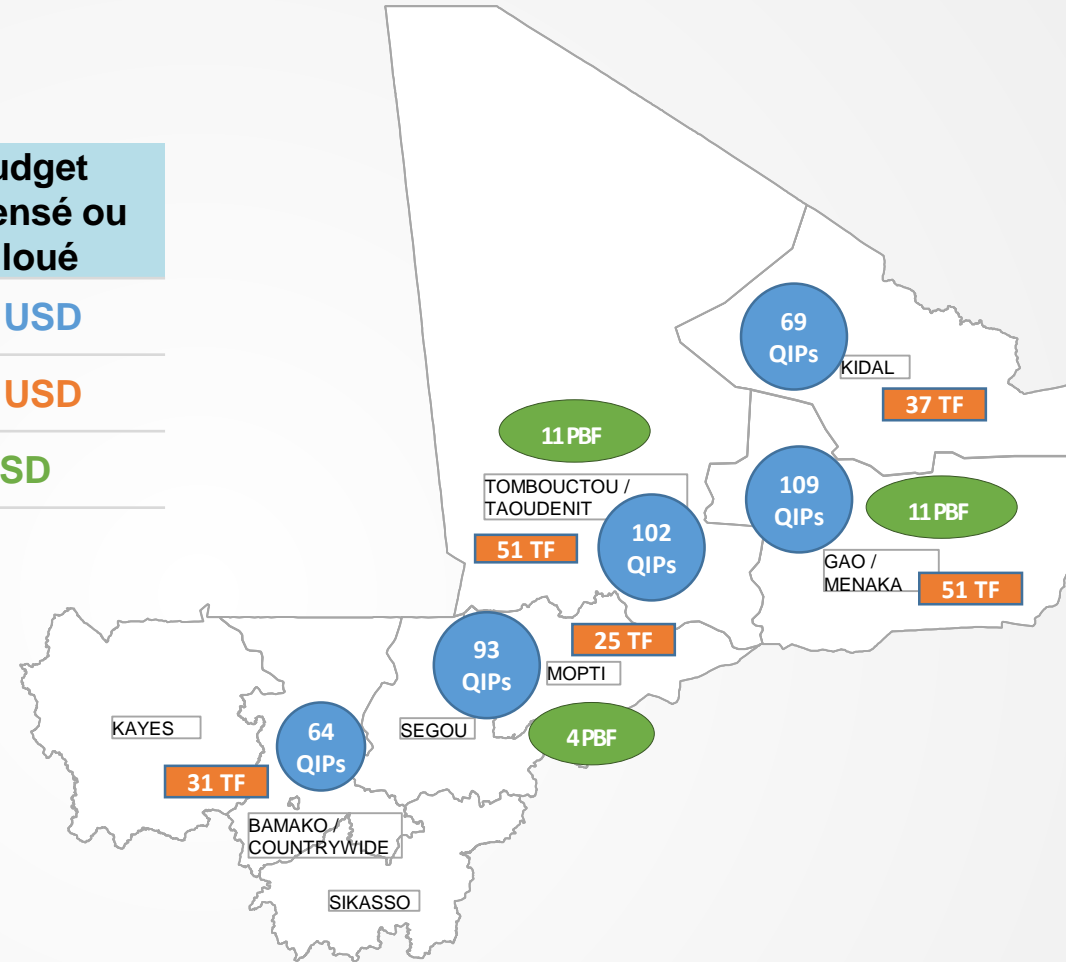 udget
ensé ou
loué
USD
USD
SD
69
QIPs
KIDAL
37 TF
11 PBF
TOMBOUCTOU /
TAOUDENIT
109
QIPs
11 PBF
51 TF
102
QIPs
GAO /
MENAKA
51 TF
93
QIPs
25 TF
MOPTI
KAYES
64
QIPs
SEGOU
4 PBF
31 TF
BAMAKO /
COUNTRYWIDE
SIKASSO